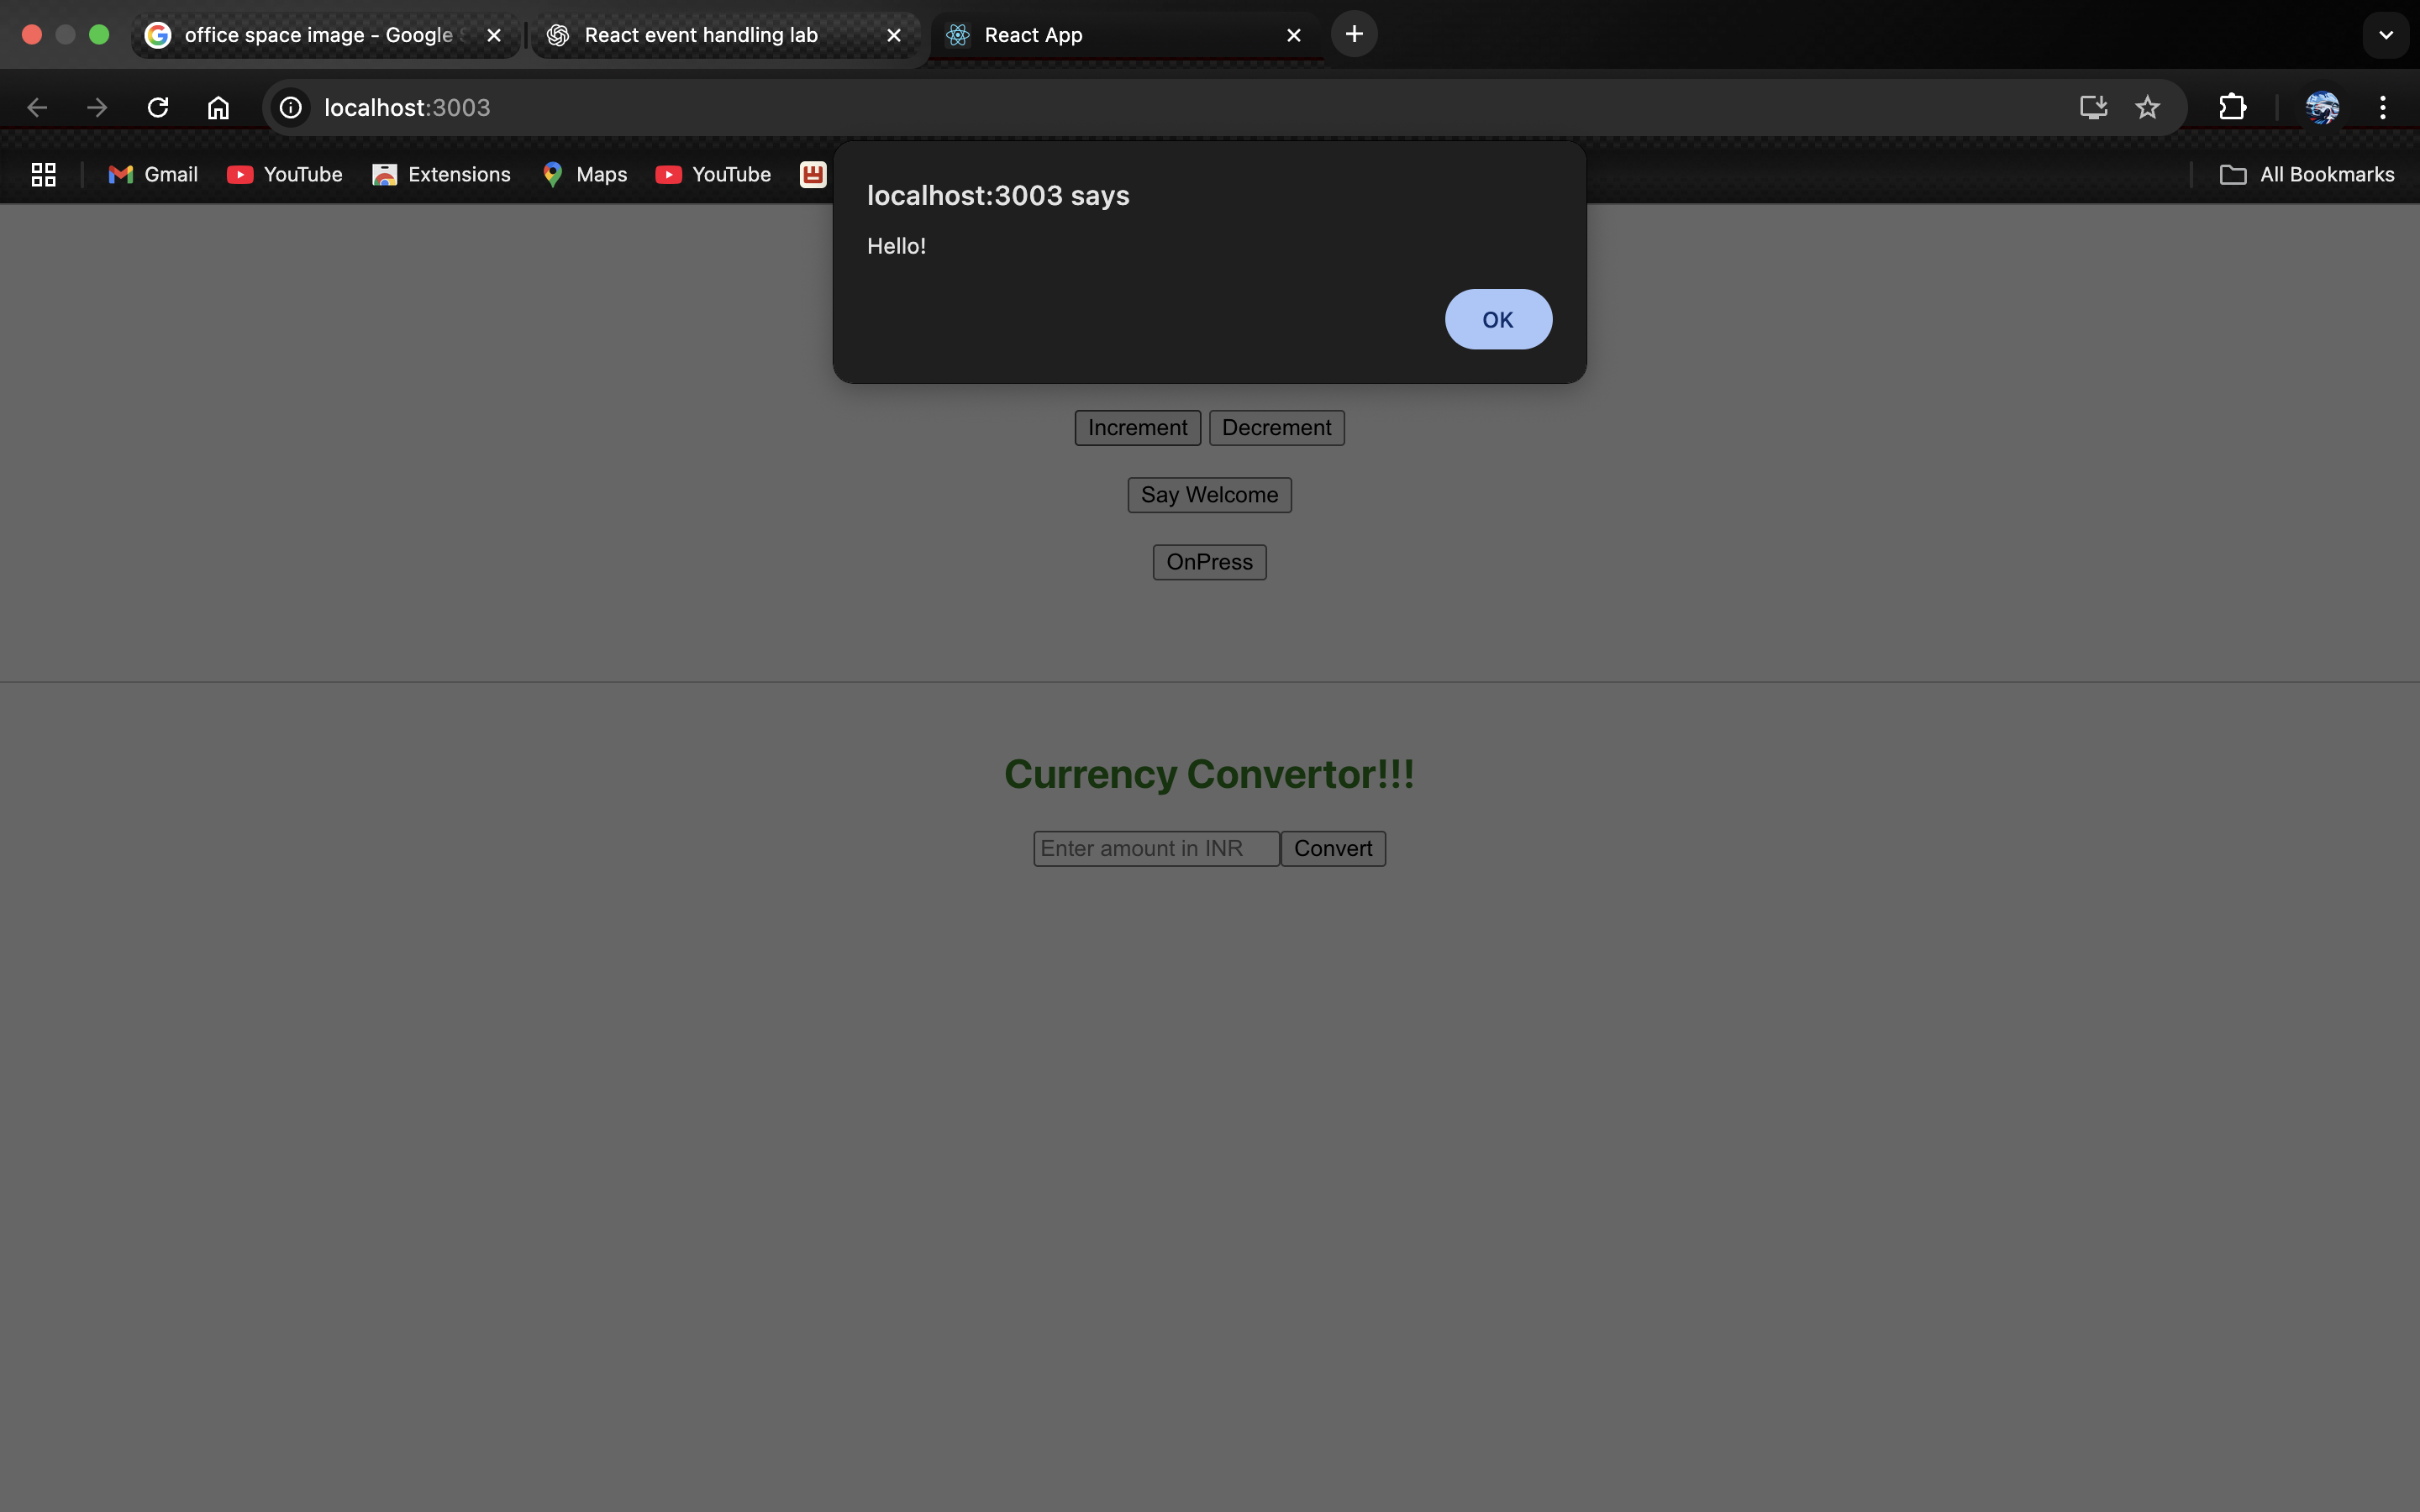 office space image - Google S
React event handling lab
React App
localhost:3003
Gmail
YouTube
Extensions
Maps
YouTube
All Bookmarks
localhost:3003 says
Hello!
OK
Increment Decrement
Say Welcome
OnPress
Currency Convertor!!!
Enter amount in INR Convert